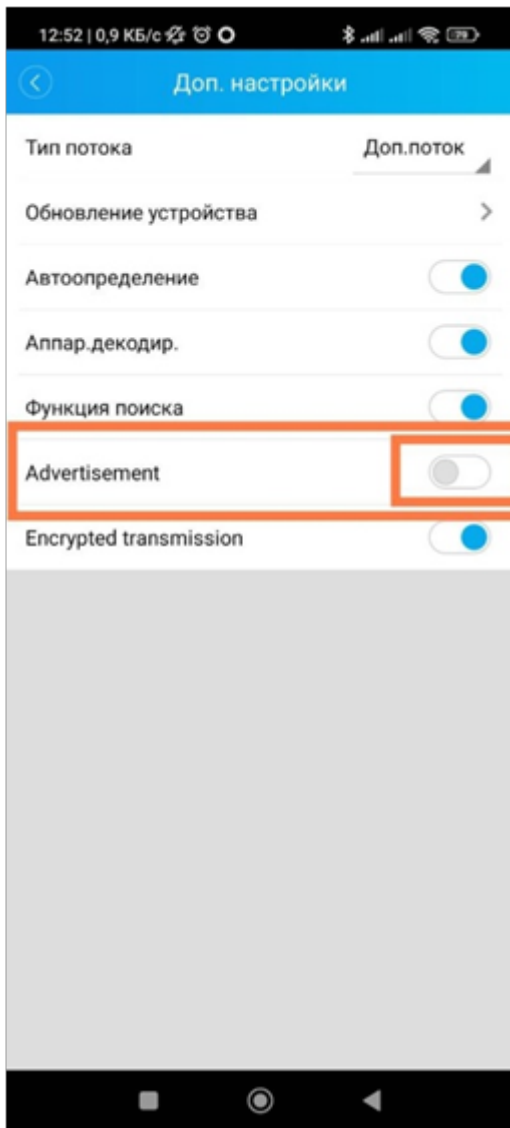 12:52 | 0,9 КБ/с
79
Доп. настройки
Тип потока Доп.поток
Обновление устройства
Автоопределение
Аппар.декодир.
Функция поиска
Advertisement
Encrypted transmission